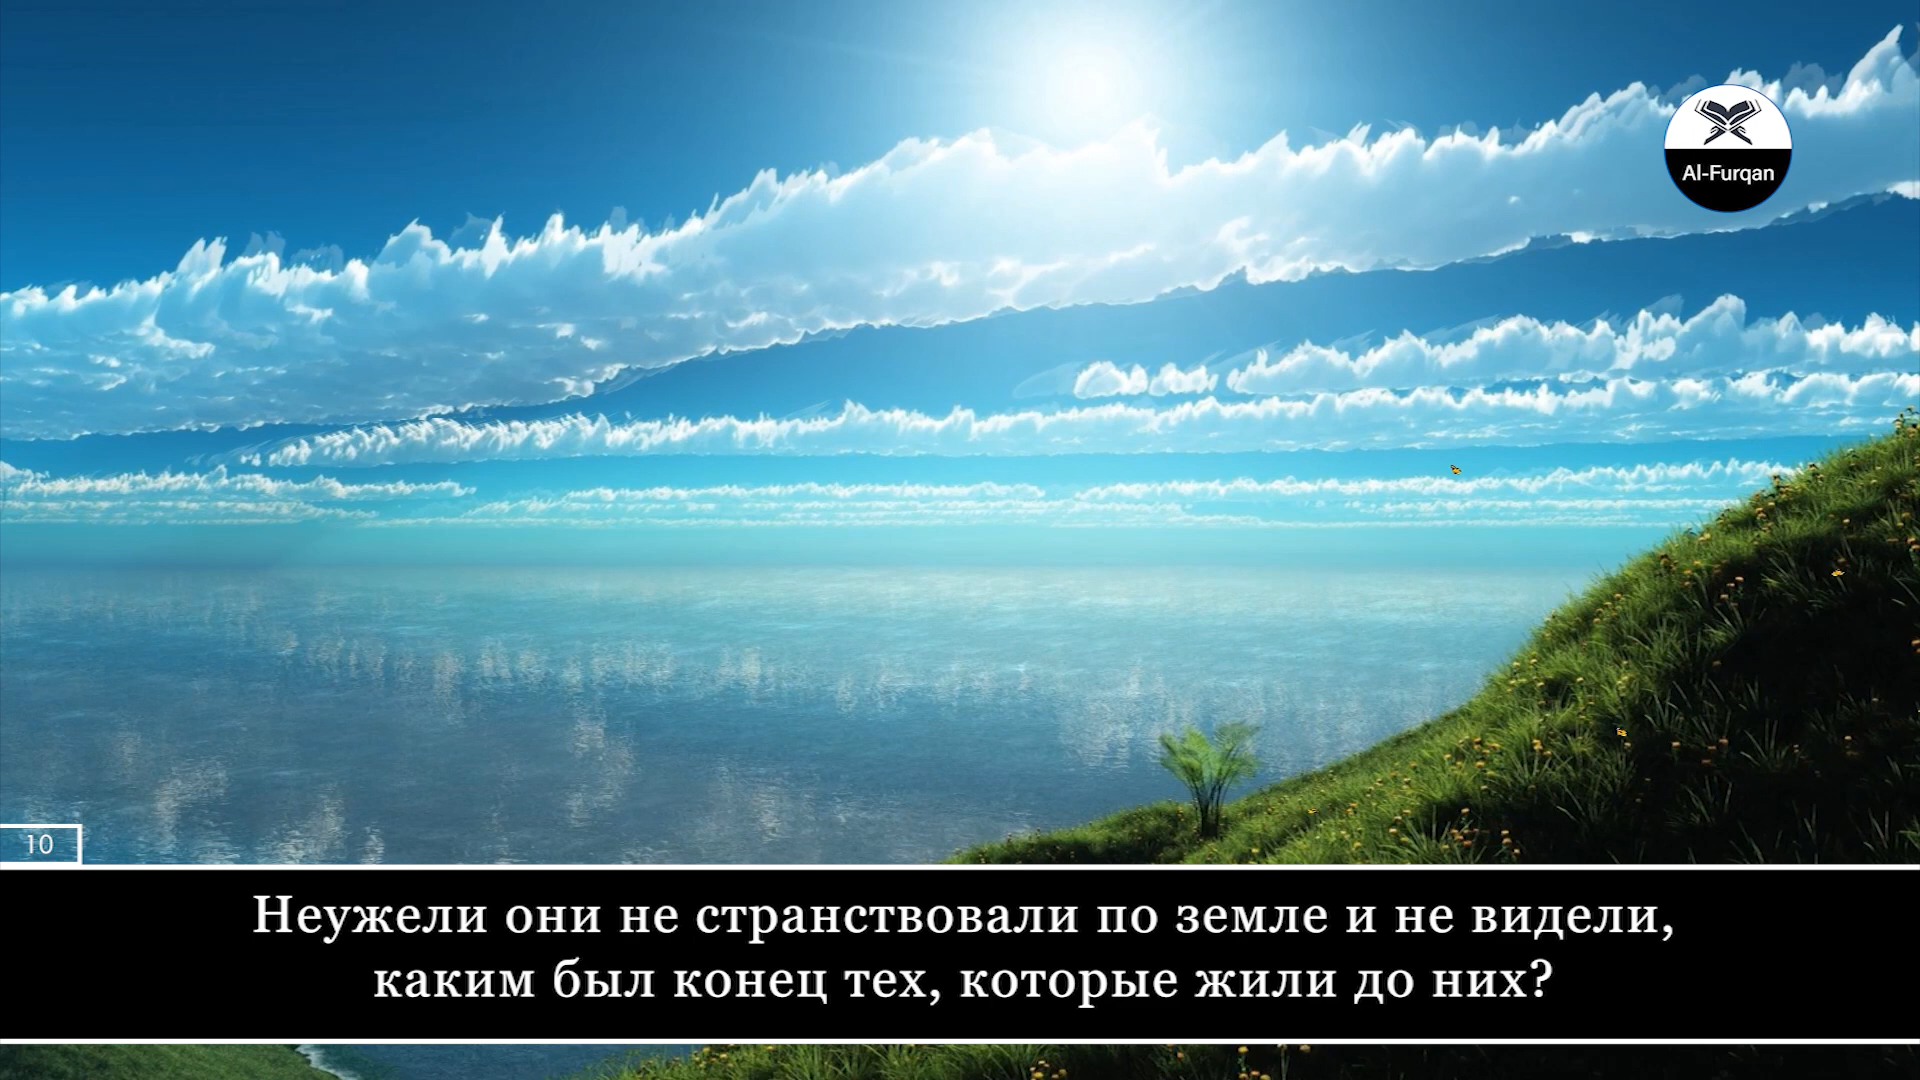 Al-Furqan
10
Неужели они не странствовали по земле и не видели,
каким был конец тех, которые жили до них?